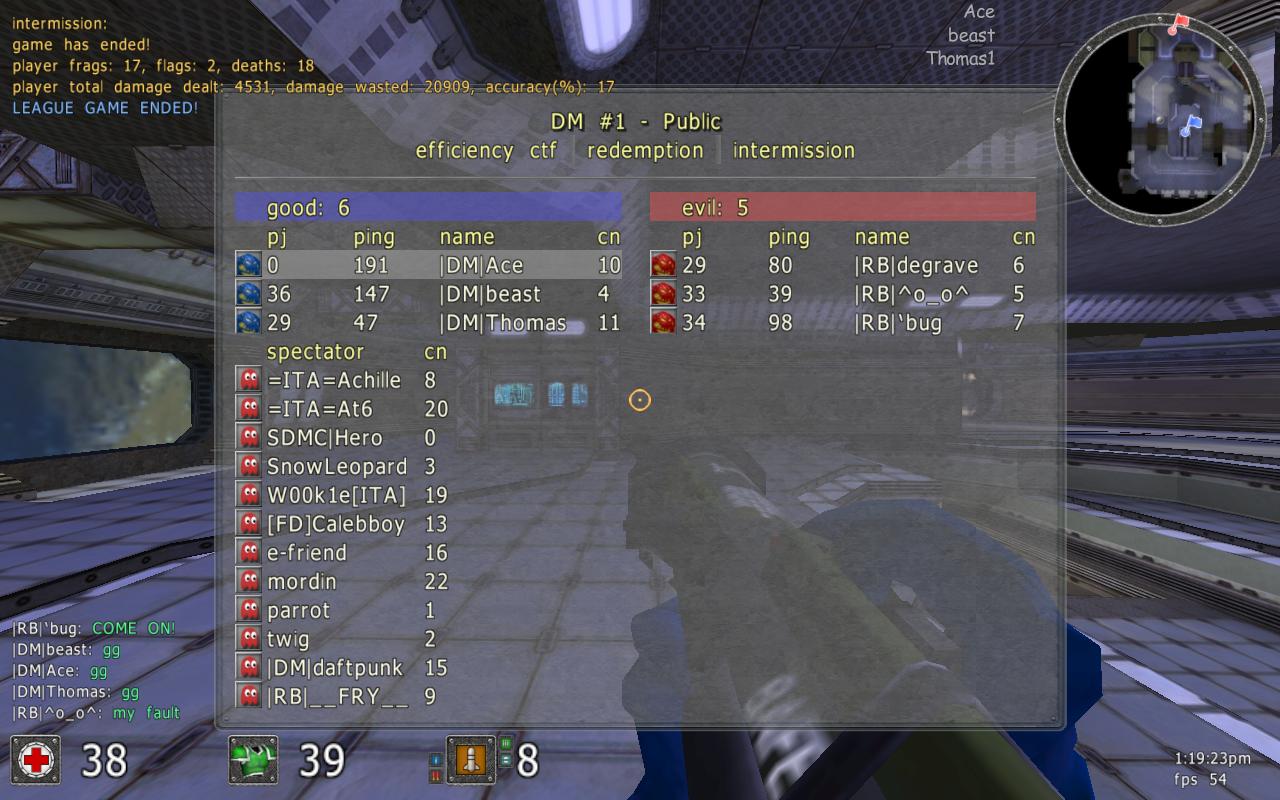 intermission:
game has ended!
player frags: 17, flags: 2, deaths: 18
player total damage dealt: 4531, damage wasted: 20909, accuracy(%): 17
LEAGUE GAME ENDED!
Ace
beast
Thomas1
DM #1 - Public
efficiency ctf | redemption | intermission
good: 6
pj ping name cn
0 191 |DM|Ace 10
36 147 |DM|beast 4
29 47 |DM|Thomas 11
evil: 5
pj ping name cn
29 80 |RB|degrave 6
33 39 |RB|^o_o^ 5
34 98 |RB|`bug 7
spectator cn
=ITA=Achille 8
=ITA=At6 20
SDMC|Hero 0
SnowLeopard 3
W00k1e[ITA] 19
[FD]Calebboy 13
e-friend 16
mordin 22
parrot 1
twig 2
|DM|daftpunk 15
|RB|__FRY__ 9
|RB|`bug: COME ON!
|DM|beast: gg
|DM|Ace: gg
|DM|Thomas: gg
|RB|^o_o^: my fault
38
39
8
1:19:23pm
fps 54